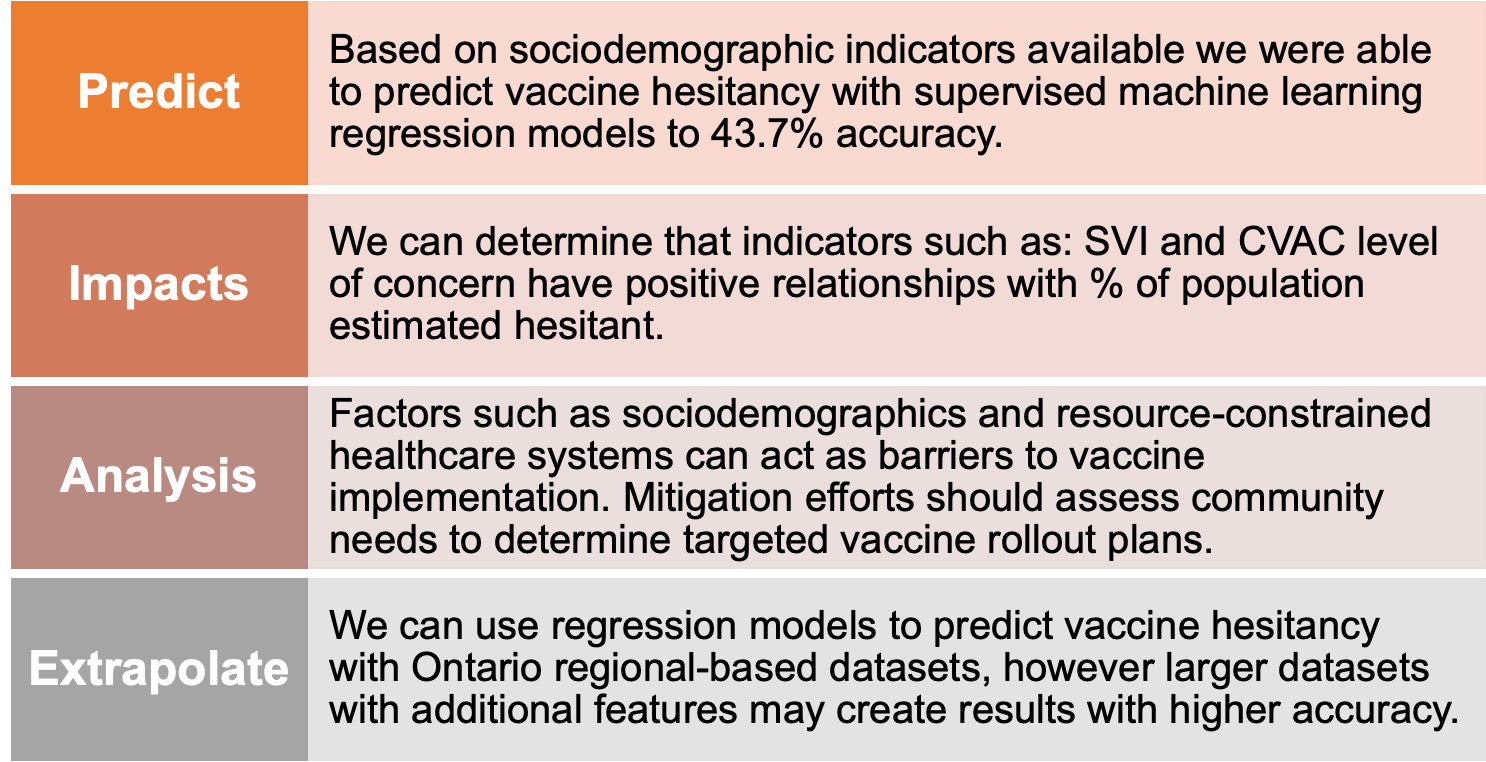 Predict
Based on sociodemographic indicators available we were able
to predict vaccine hesitancy with supervised machine learning
regression models to 43.7% accuracy.
Impacts
We can determine that indicators such as: SVI and CVAC level
of concern have positive relationships with % of population
estimated hesitant.
Analysis
Factors such as sociodemographics and resource-constrained
healthcare systems can act as barriers to vaccine
implementation. Mitigation efforts should assess community
needs to determine targeted vaccine rollout plans.
Extrapolate
We can use regression models to predict vaccine hesitancy
with Ontario regional-based datasets, however larger datasets
with additional features may create results with higher accuracy.